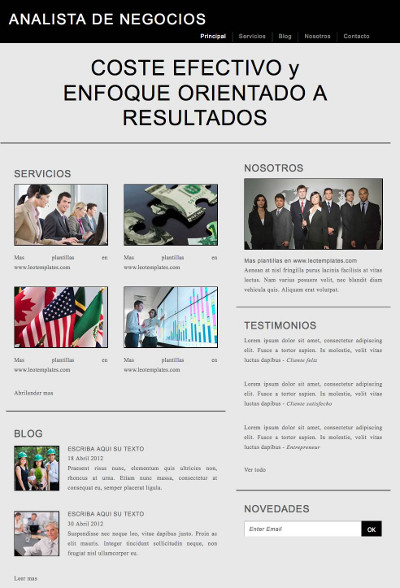 ANALISTA DE NEGOCIOS
Principal Servicios Blog Nosotros Contacto
COSTE EFECTIVO y
ENFOQUE ORIENTADO A
RESULTADOS
SERVICIOS
Mas plantillas en
www.leotemplates.com
Mas plantillas en
www.leotemplates.com
Mas plantillas en
www.leotemplates.com
Mas plantillas en
www.leotemplates.com
Abrilendar mas
BLOG
ESCRIBA AQUI SU TEXTO
18 Abril 2012
Praesent risus nunc, elementum quis ultricies non,
rhoncus at urna. Etiam nunc massa, consectetur at
consequat eu, semper placerat ligula.
ESCRIBA AQUI SU TEXTO
10 Abril 2012
Suspendisse nec neque leo, vitae dapibus justo. Proin ac
elit mauris. Integer tincidunt sollicitudin neque, non
feugiat nisl ullamcorper eu.
Leer mas
NOSOTROS
Mas plantillas en www.leotemplates.com
Aenean at nisl fringilla purus lacinia facilisis at vitae
lectus. Nam varius posuere velit, nec blandit diam
vehicula quis. Aliquam erat volutpat.
TESTIMONIOS
Lorem ipsum dolor sit amet, consectetur adipiscing
elit. Fusce a tortor sapien. In molestie, velit vitae
luctus dapibus - Cliente feliz
Lorem ipsum dolor sit amet, consectetur adipiscing
elit. Fusce a tortor sapien. In molestie, velit vitae
luctus dapibus - Cliente satisfecho
Lorem ipsum dolor sit amet, consectetur adipiscing
elit. Fusce a tortor sapien. In molestie, velit vitae
luctus dapibus - Entrepreneur
Ver todo
NOVEDADES
Enter Email OK